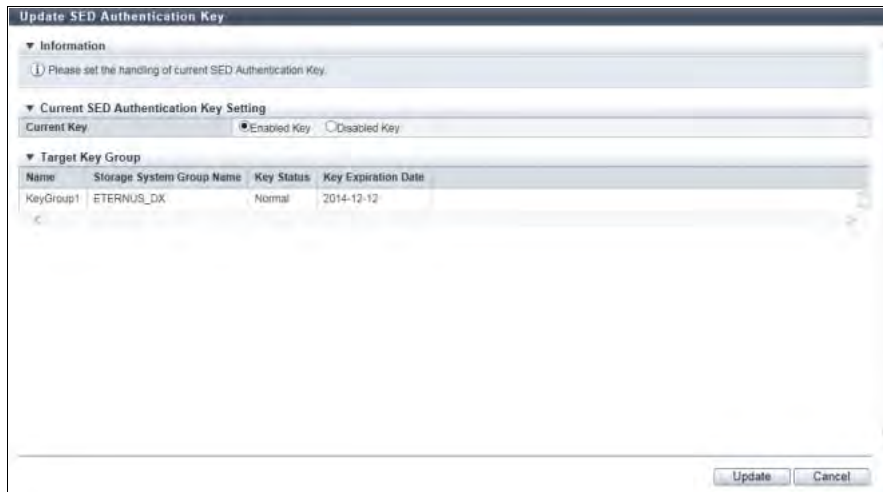 Update SED Authentication Key
▼ Information
Please set the handling of current SED Authentication Key.
▼ Current SED Authentication Key Setting
Current Key Enabled Key Disabled Key
▼ Target Key Group
Name Storage System Group Name Key Status Key Expiration Date
KeyGroup1 ETERNUS_DX Normal 2014-12-12
Update Cancel